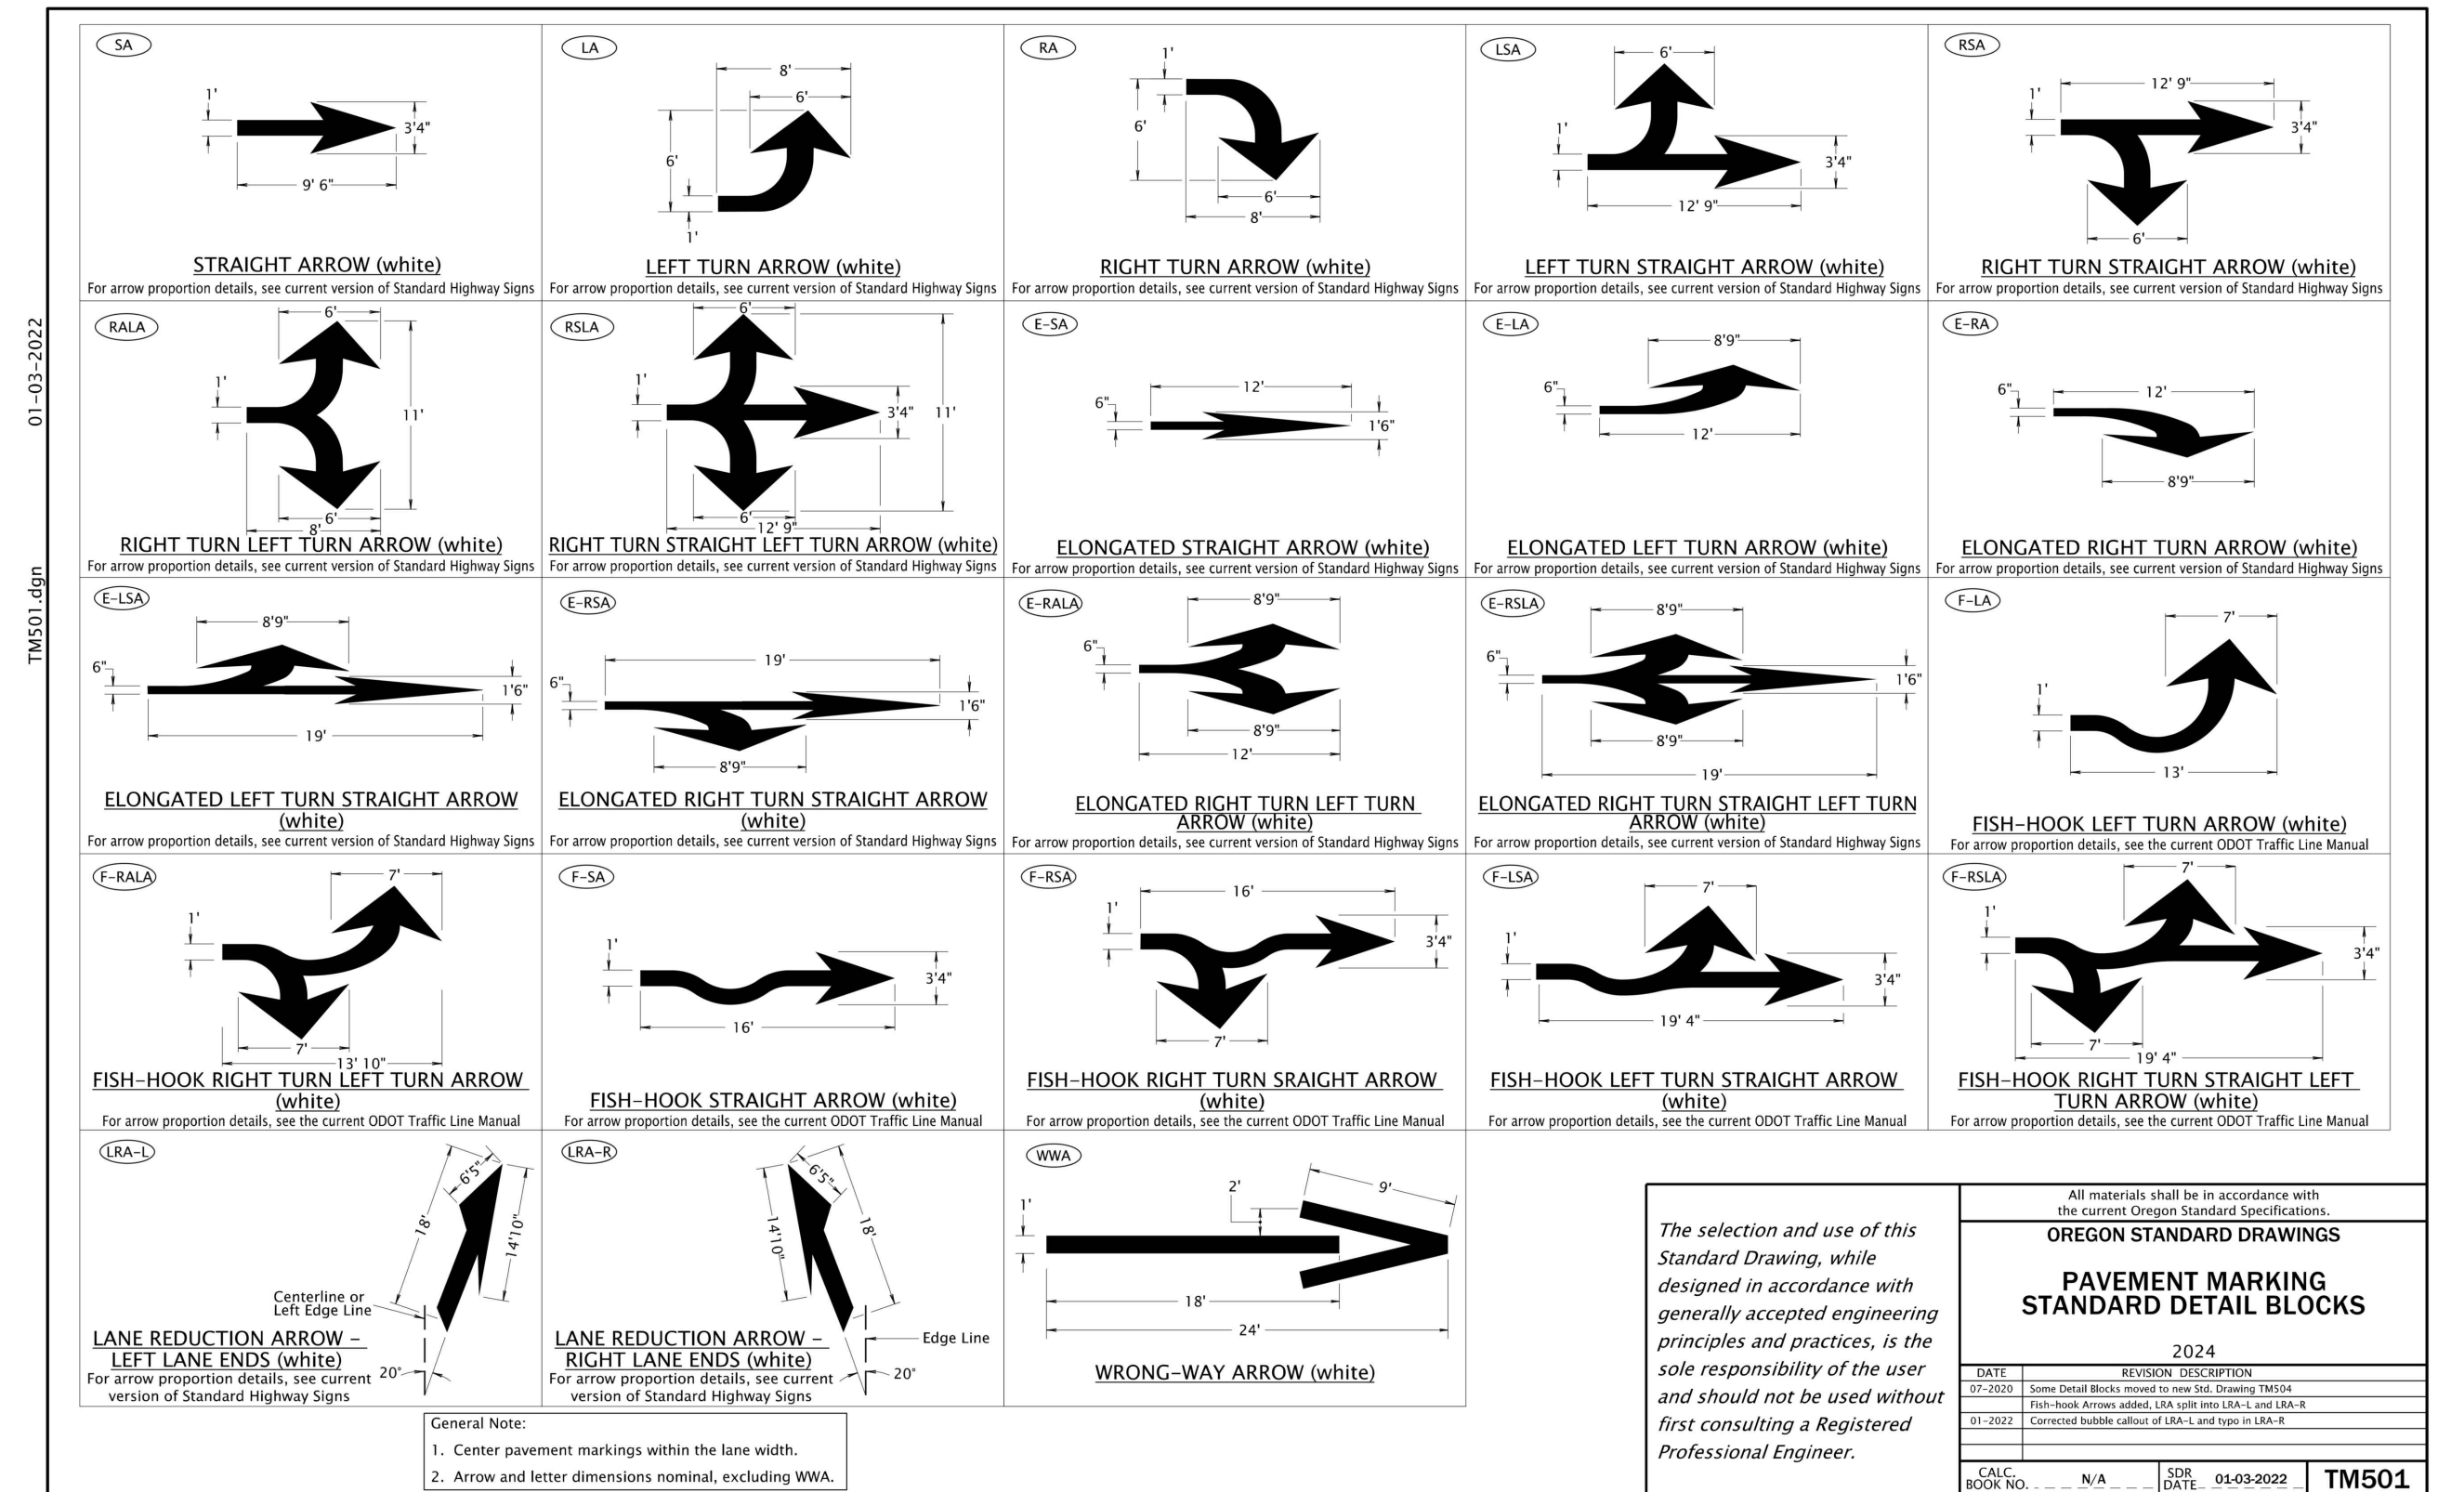 01-03-2022
TM501.dgn
SA
1'
3'4"
9' 6"
STRAIGHT ARROW (white)
For arrow proportion details, see current version of Standard Highway Signs
LA
8'
6'
6'
1'
LEFT TURN ARROW (white)
For arrow proportion details, see current version of Standard Highway Signs
RA
1'
6'
6'
8'
RIGHT TURN ARROW (white)
For arrow proportion details, see current version of Standard Highway Signs
LSA
6'
1'
3'4"
12' 9"
LEFT TURN STRAIGHT ARROW (white)
For arrow proportion details, see current version of Standard Highway Signs
RSA
12' 9"
1'
3'4"
6'
RIGHT TURN STRAIGHT ARROW (white)
For arrow proportion details, see current version of Standard Highway Signs
RALA
6'
1'
11'
6'
8'
RIGHT TURN LEFT TURN ARROW (white)
For arrow proportion details, see current version of Standard Highway Signs
RSLA
6'
1'
3'4"
11'
6'
12' 9"
RIGHT TURN STRAIGHT LEFT TURN ARROW (white)
For arrow proportion details, see current version of Standard Highway Signs
E-SA
12'
6"
1'6"
ELONGATED STRAIGHT ARROW (white)
For arrow proportion details, see current version of Standard Highway Signs
E-LA
8'9"
6"
12'
ELONGATED LEFT TURN ARROW (white)
For arrow proportion details, see current version of Standard Highway Signs
E-RA
6"
12'
8'9"
ELONGATED RIGHT TURN ARROW (white)
For arrow proportion details, see current version of Standard Highway Signs
E-LSA
8'9"
6"
1'6"
19'
ELONGATED LEFT TURN STRAIGHT ARROW
(white)
For arrow proportion details, see current version of Standard Highway Signs
E-RSA
19'
6"
1'6"
8'9"
ELONGATED RIGHT TURN STRAIGHT ARROW
(white)
For arrow proportion details, see current version of Standard Highway Signs
E-RALA
8'9"
6"
8'9"
12'
ELONGATED RIGHT TURN LEFT TURN
ARROW (white)
For arrow proportion details, see current version of Standard Highway Signs
E-RSLA
8'9"
6"
1'6"
8'9"
19'
ELONGATED RIGHT TURN STRAIGHT LEFT TURN
ARROW (white)
For arrow proportion details, see current version of Standard Highway Signs
F-LA
7'
1'
13'
FISH-HOOK LEFT TURN ARROW (white)
For arrow proportion details, see the current ODOT Traffic Line Manual
F-RALA
7'
1'
7'
13' 10"
FISH-HOOK RIGHT TURN LEFT TURN ARROW
(white)
For arrow proportion details, see the current ODOT Traffic Line Manual
F-SA
1'
3'4"
16'
FISH-HOOK STRAIGHT ARROW (white)
For arrow proportion details, see the current ODOT Traffic Line Manual
F-RSA
16'
1'
3'4"
7'
FISH-HOOK RIGHT TURN SRAIGHT ARROW
(white)
For arrow proportion details, see the current ODOT Traffic Line Manual
F-LSA
7'
1'
3'4"
19' 4"
FISH-HOOK LEFT TURN STRAIGHT ARROW
(white)
For arrow proportion details, see the current ODOT Traffic Line Manual
F-RSLA
7'
1'
3'4"
7'
19' 4"
FISH-HOOK RIGHT TURN STRAIGHT LEFT
TURN ARROW (white)
For arrow proportion details, see the current ODOT Traffic Line Manual
LRA-L
6'5"
18'
14'10"
Centerline or
Left Edge Line
LANE REDUCTION ARROW -
LEFT LANE ENDS (white)
For arrow proportion details, see current
version of Standard Highway Signs
20°
LRA-R
6'5"
14'10"
18'
Edge Line
LANE REDUCTION ARROW -
RIGHT LANE ENDS (white)
For arrow proportion details, see current
version of Standard Highway Signs
20°
WWA
2'
9'
1'
18'
24'
WRONG-WAY ARROW (white)
General Note:
1. Center pavement markings within the lane width.
2. Arrow and letter dimensions nominal, excluding WWA.
The selection and use of this
Standard Drawing, while
designed in accordance with
generally accepted engineering
principles and practices, is the
sole responsibility of the user
and should not be used without
first consulting a Registered
Professional Engineer.
All materials shall be in accordance with
the current Oregon Standard Specifications.
OREGON STANDARD DRAWINGS
PAVEMENT MARKING
STANDARD DETAIL BLOCKS
2024
DATE REVISION DESCRIPTION
07-2020 Some Detail Blocks moved to new Std. Drawing TM504
Fish-hook Arrows added, LRA split into LRA-L and LRA-R
01-2022 Corrected bubble callout of LRA-L and typo in LRA-R
CALC. BOOK NO. N/A
SDR DATE 01-03-2022
TM501